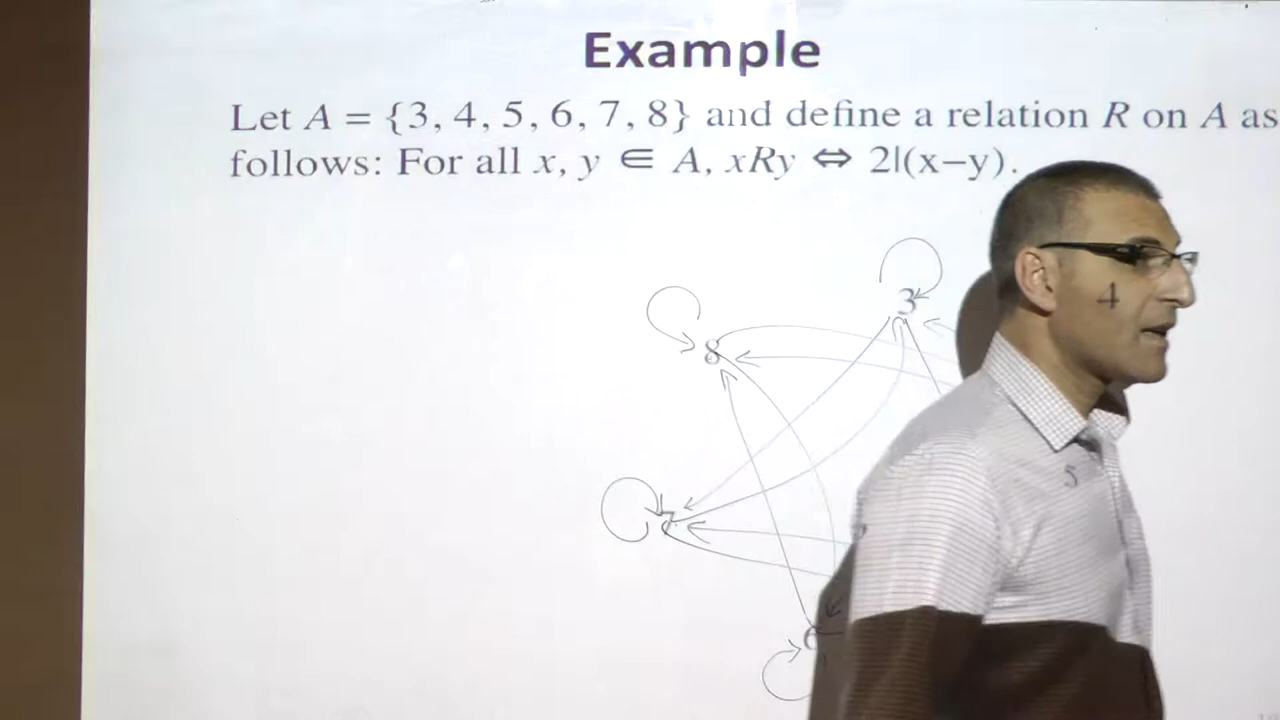 Example
Let A = {3, 4, 5, 6, 7, 8} and define a relation R on A as
follows: For all x, y ∈ A, xRy ⇔ 2|(x–y).
3
4
8
5
7
6